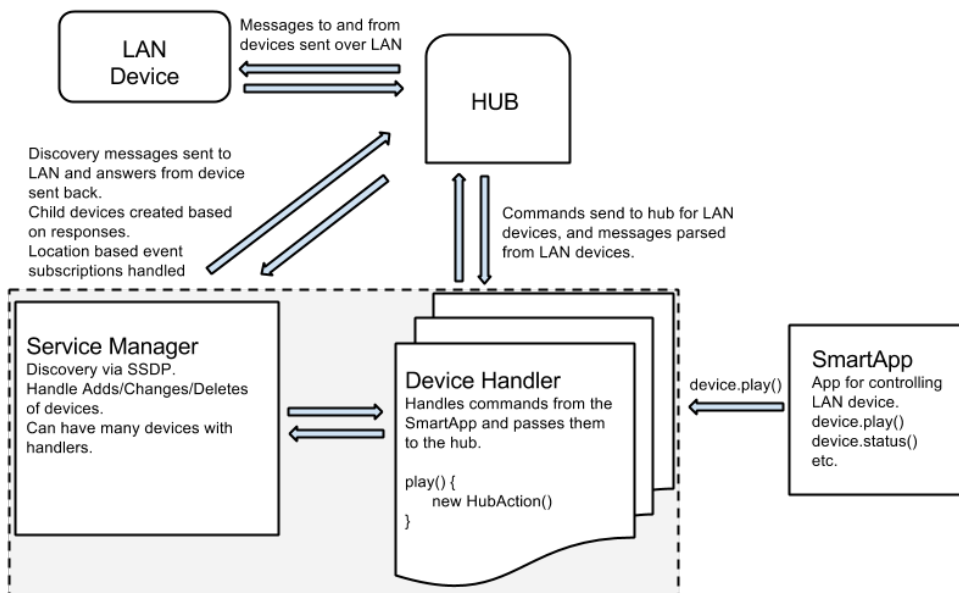 LAN
Device
Messages to and from
devices sent over LAN
HUB
Discovery messages sent to
LAN and answers from device
sent back.
Child devices created based
on responses.
Location based event
subscriptions handled
Commands send to hub for LAN
devices, and messages parsed
from LAN devices.
Service Manager
Discovery via SSDP.
Handle Adds/Changes/Deletes
of devices.
Can have many devices with
handlers.
Device Handler
Handles commands from the
SmartApp and passes them
to the hub.
play() {
new HubAction()
}
device.play()
SmartApp
App for controlling
LAN device.
device.play()
device.status()
etc.